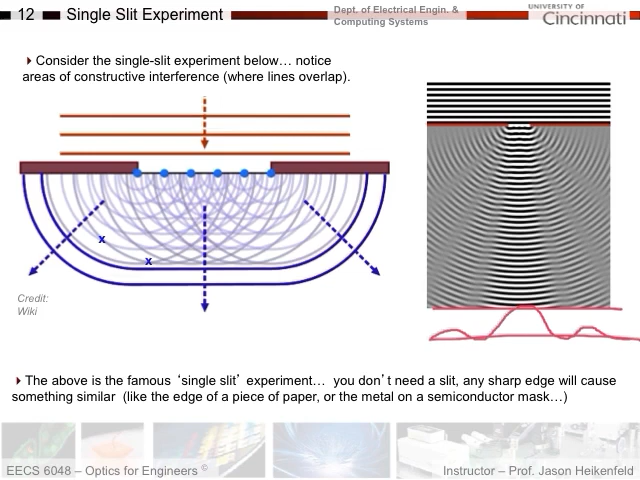 12 Single Slit Experiment
Dept. of Electrical Engin. &
Computing Systems
UNIVERSITY OF
Cincinnati
Consider the single-slit experiment below… notice
areas of constructive interference (where lines overlap).
x
x
Credit:
Wiki
The above is the famous ‘single slit’ experiment… you don’t need a slit, any sharp edge will cause
something similar (like the edge of a piece of paper, or the metal on a semiconductor mask…)
EECS 6048 – Optics for Engineers ©
Instructor – Prof. Jason Heikenfeld